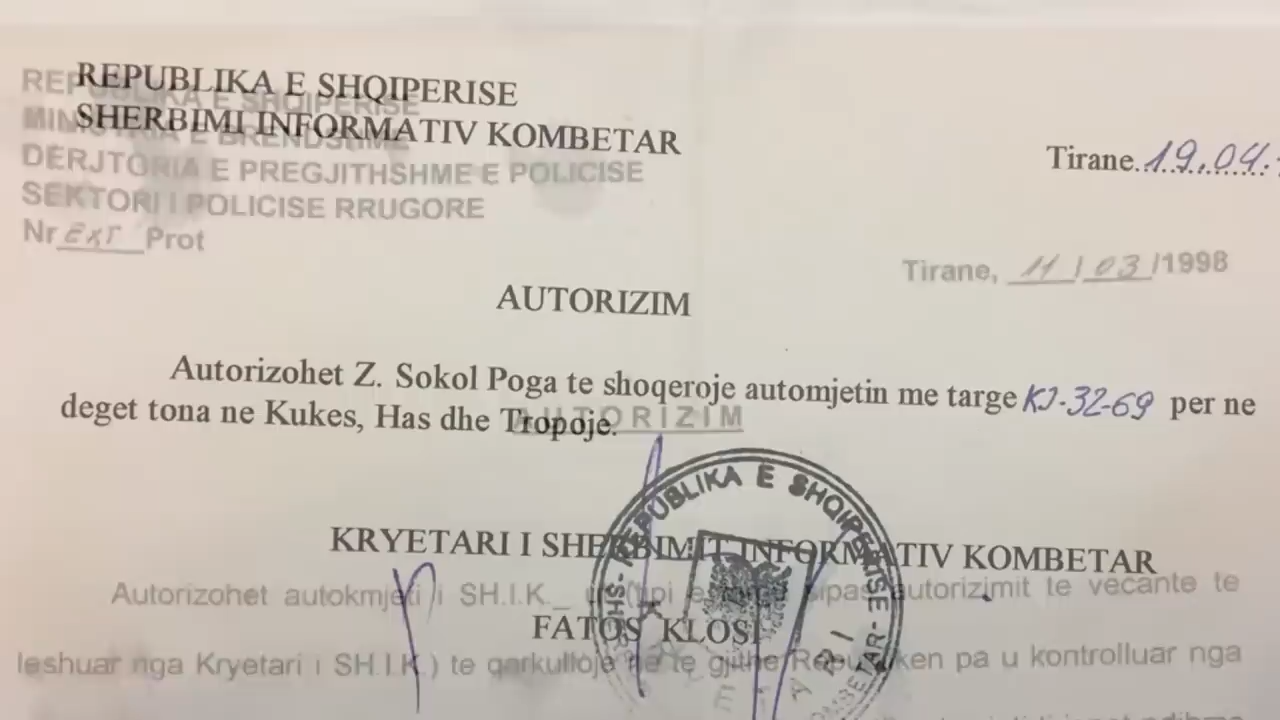 REPUBLIKA E SHQIPERISE
SHERBIMI INFORMATIV KOMBETAR
Tirane..19.04.
AUTORIZIM
Autorizohet Z. Sokol Poga te shoqeroje automjetin me targe KJ-32-69 per ne
deget tona ne Kukes, Has dhe Tropoje.
KRYETARI I SHERBIMIT INFORMATIV KOMBETAR
FATOS KLOSI
REPUBLIKA E SHQIPERISE
MINISTRIA E BRENDSHME
DERJTORIA E PREGJITHSHME E POLICISE
SEKTORI I POLICISE RRUGORE
Nr EXT Prot
Tirane, 11/03/1998
AUTORIZIM
Autorizohet autokmjeti i SH.I.K._ (tipi sipas autorizimit te vecante te
leshuar nga Kryetari i SH.I.K.) te qarkulloje ne te gjithe Republiken pa u kontrolluar nga
REPUBLIKA E SHQIPERISE